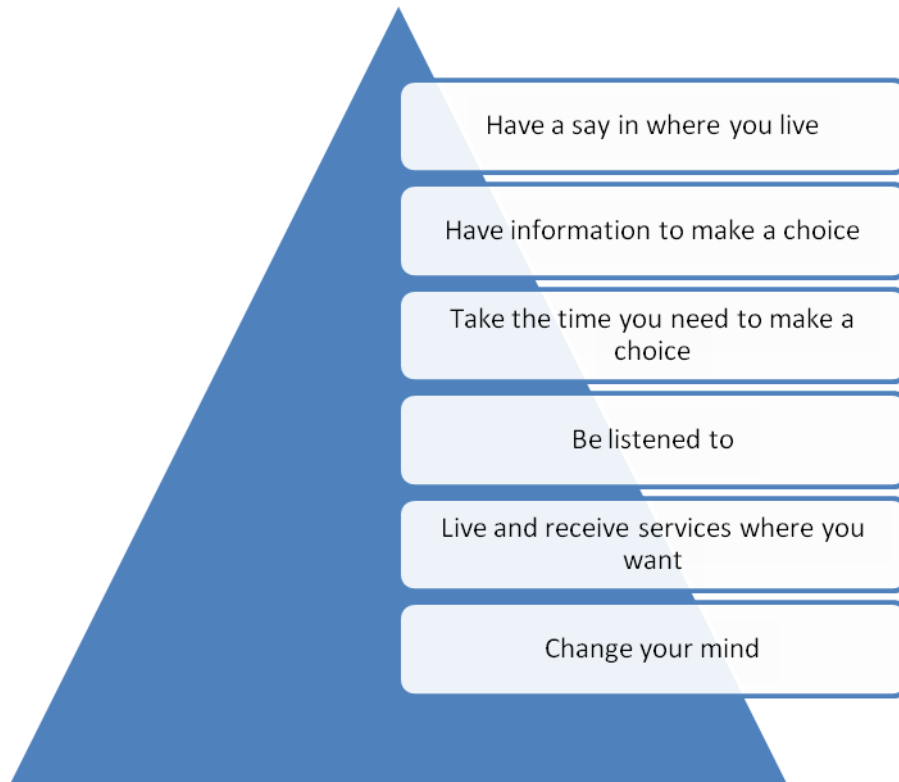 Have a say in where you live
Have information to make a choice
Take the time you need to make a
choice
Be listened to
Live and receive services where you
want
Change your mind